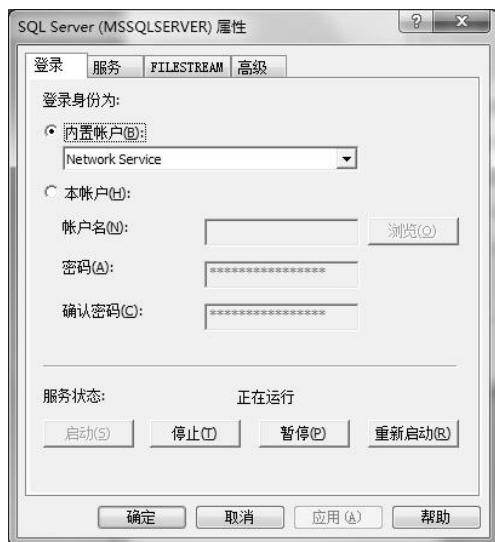 SQL Server (MSSQLSERVER) 属性
登录 服务 FILESTREAM 高级
登录身份为:
内置帐户(B):
Network Service
本帐户(H):
帐户名(N): 浏览(O)
密码(A): ****************
确认密码(C): ****************
服务状态: 正在运行
启动(S) 停止(T) 暂停(P) 重新启动(R)
确定 取消 应用(A) 帮助